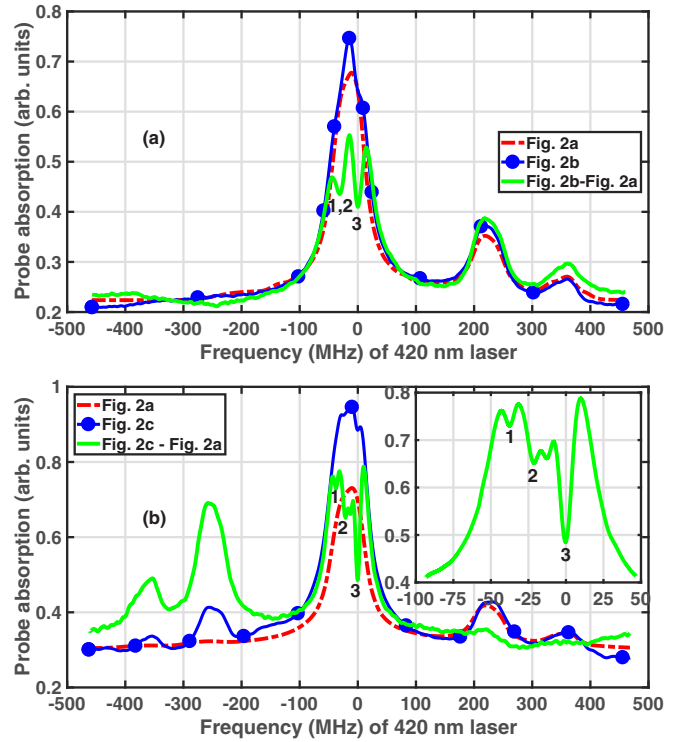 0.8
0.7
0.6
0.5
0.4
0.3
0.2
Probe absorption (arb. units)
(a)
1,2
3
Fig. 2a
Fig. 2b
Fig. 2b-Fig. 2a
-500 -400 -300 -200 -100 0 100 200 300 400 500
Frequency (MHz) of 420 nm laser
1
0.8
0.6
0.4
0.2
Probe absorption (arb. units)
Fig. 2a
Fig. 2c
Fig. 2c - Fig. 2a
(b)
1
2
3
0.8
0.7
0.6
0.5
0.4
1
2
3
-100 -75 -50 -25 0 25 50
-500 -400 -300 -200 -100 0 100 200 300 400 500
Frequency (MHz) of 420 nm laser